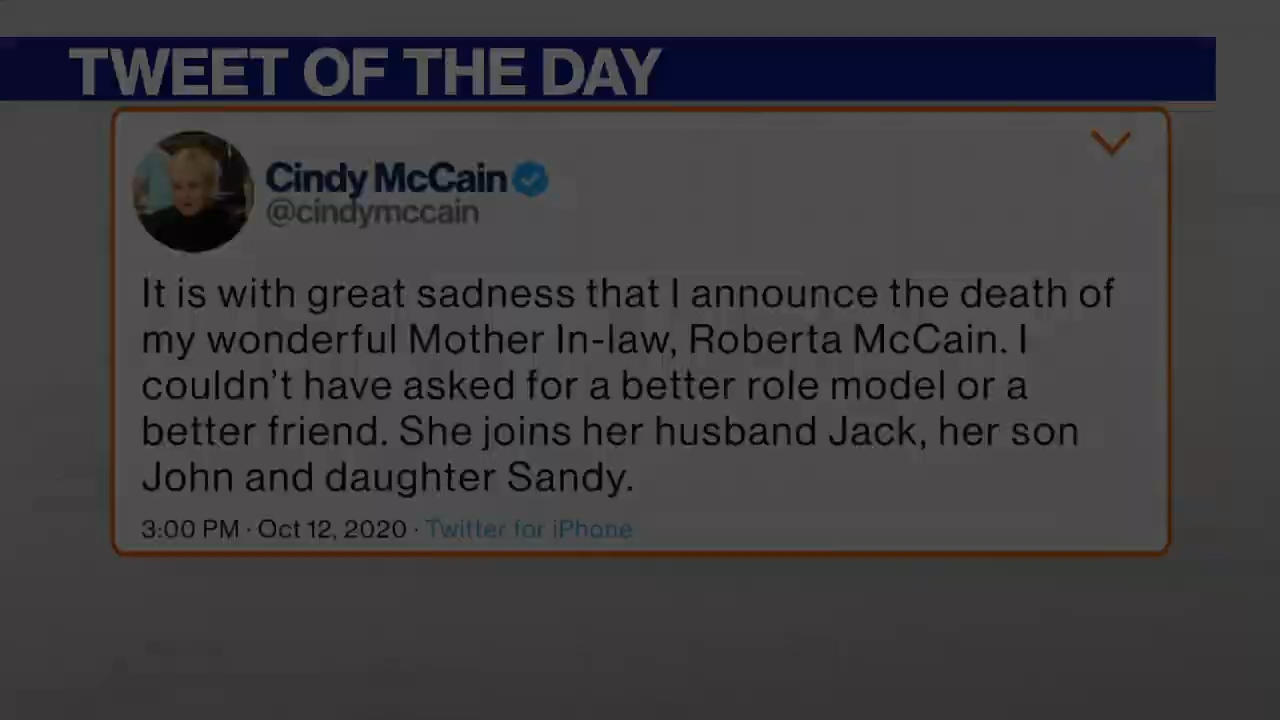 TWEET OF THE DAY
Cindy McCain
@cindymccain
It is with great sadness that I announce the death of
my wonderful Mother In-law, Roberta McCain. I
couldn't have asked for a better role model or a
better friend. She joins her husband Jack, her son
John and daughter Sandy.
3:00 PM · Oct 12, 2020 · Twitter for iPhone